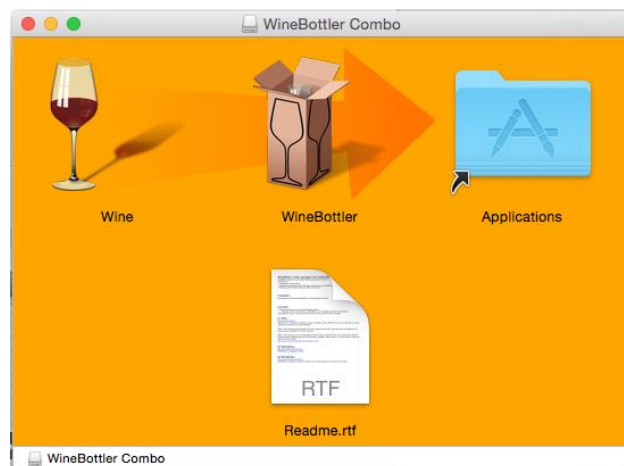 WineBottler Combo
Wine
WineBottler
Applications
RTF
Readme.rtf
WineBottler Combo